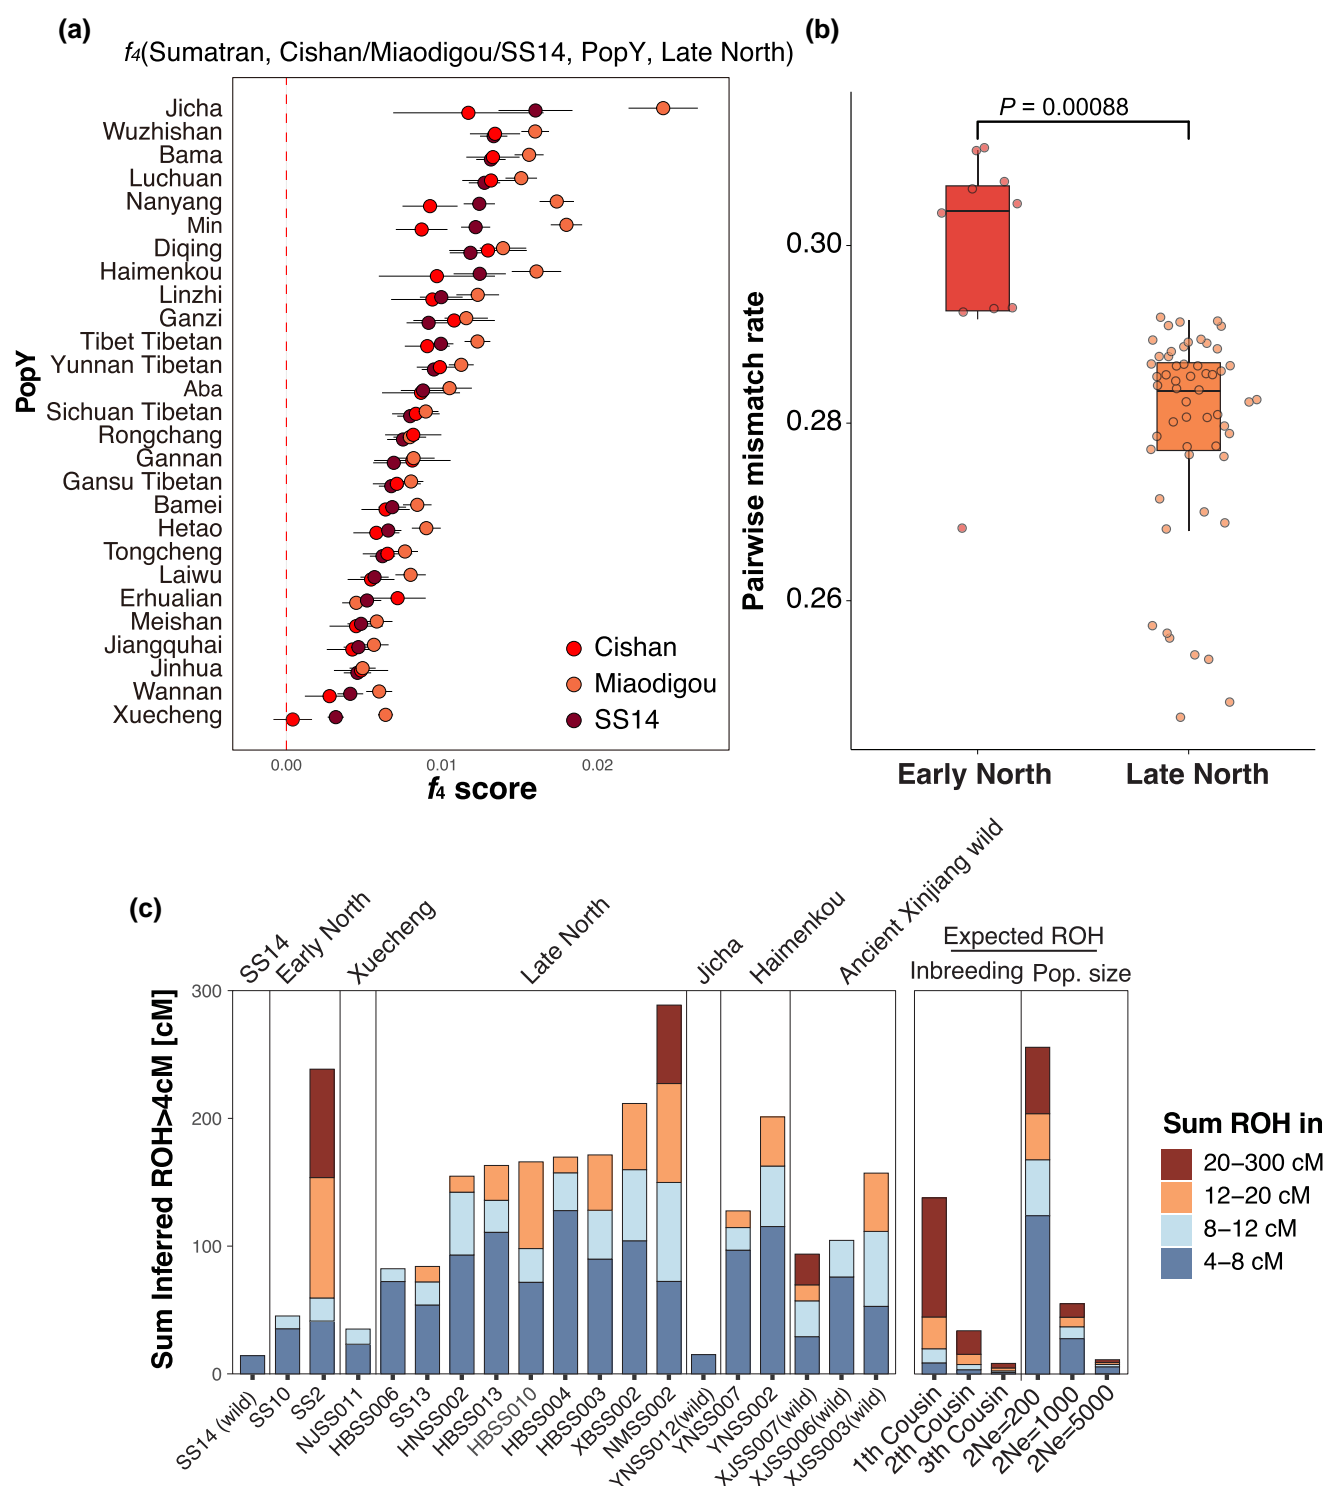 (a)
f4(Sumatran, Cishan/Miaodigou/SS14, PopY, Late North)
PopY
Jicha
Wuzhishan
Bama
Luchuan
Nanyang
Min
Diqing
Haimenkou
Linzhi
Ganzi
Tibet Tibetan
Yunnan Tibetan
Aba
Sichuan Tibetan
Rongchang
Gannan
Gansu Tibetan
Bamei
Hetao
Tongcheng
Laiwu
Erhualian
Meishan
Jiangquhai
Jinhua
Wannan
Xuecheng
Cishan
Miaodigou
SS14
0.00
0.01
0.02
f4 score
(b)
P = 0.00088
Pairwise mismatch rate
0.30
0.28
0.26
Early North
Late North
(c)
SS14
Early North
Xuecheng
Late North
Jicha
Haimenkou
Ancient Xinjiang wild
Expected ROH
Inbreeding
Pop. size
Sum Inferred ROH>4cM [cM]
300
200
100
0
SS14 (wild)
SS10
SS2
NJSS011
HBSS006
SS13
HNSS002
HBSS013
HBSS010
HBSS004
HBSS003
XBSS002
NMSS002
YNSS012(wild)
YNSS007
YNSS002
XJSS007(wild)
XJSS006(wild)
XJSS003(wild)
1th Cousin
2th Cousin
3th Cousin
2Ne=200
2Ne=1000
2Ne=5000
Sum ROH in
20–300 cM
12–20 cM
8–12 cM
4–8 cM